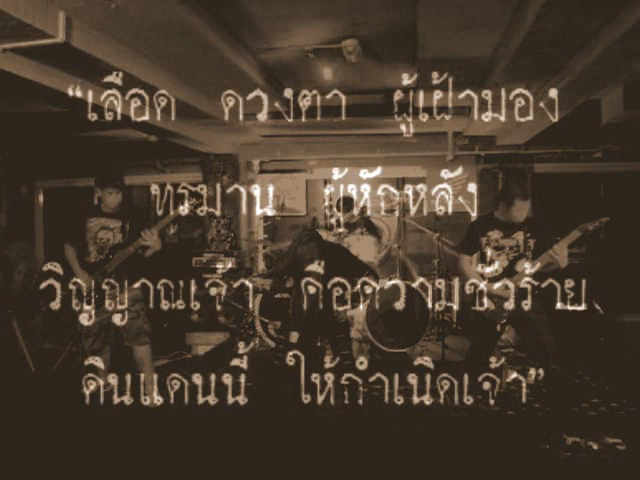 “เลือด ดวงตา ผู้เฝ้ามอง
ทรมาน ผู้หักหลัง
วิญญาณเจ้า คือความชั่วร้าย
ดินแดนนี้ ให้กำเนิดเจ้า”